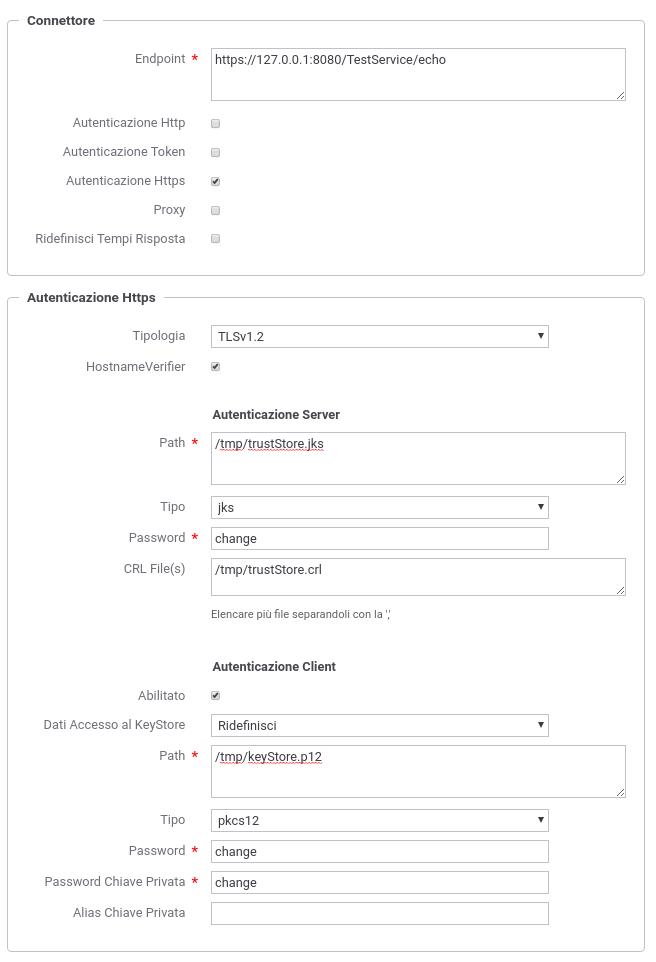 Connettore
Endpoint * https://127.0.0.1:8080/TestService/echo
Autenticazione Http
Autenticazione Token
Autenticazione Https
Proxy
Ridefinisci Tempi Risposta
Autenticazione Https
Tipologia TLSv1.2
HostnameVerifier
Autenticazione Server
Path * /tmp/trustStore.jks
Tipo jks
Password * change
CRL File(s) /tmp/trustStore.crl
Elencare più file separandoli con la ','
Autenticazione Client
Abilitato
Dati Accesso al KeyStore Ridefinisci
Path * /tmp/keyStore.p12
Tipo pkcs12
Password * change
Password Chiave Privata * change
Alias Chiave Privata